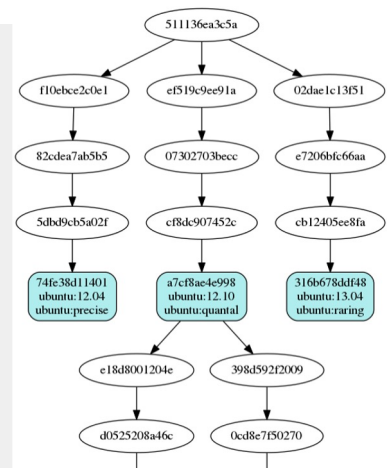 511136ea3c5a
f10ebce2c0e1
ef519c9ee91a
02dae1c13f51
82cdea7ab5b5
07302703becc
e7206bfc66aa
5dbd9cb5a02f
cf8dc907452c
cb12405ee8fa
74fe38d11401
ubuntu:12.04
ubuntu:precise
a7cf8ae4e998
ubuntu:12.10
ubuntu:quantal
316b678ddf48
ubuntu:13.04
ubuntu:raring
e18d8001204e
398d592f2009
d0525208a46c
0cd8e7f50270